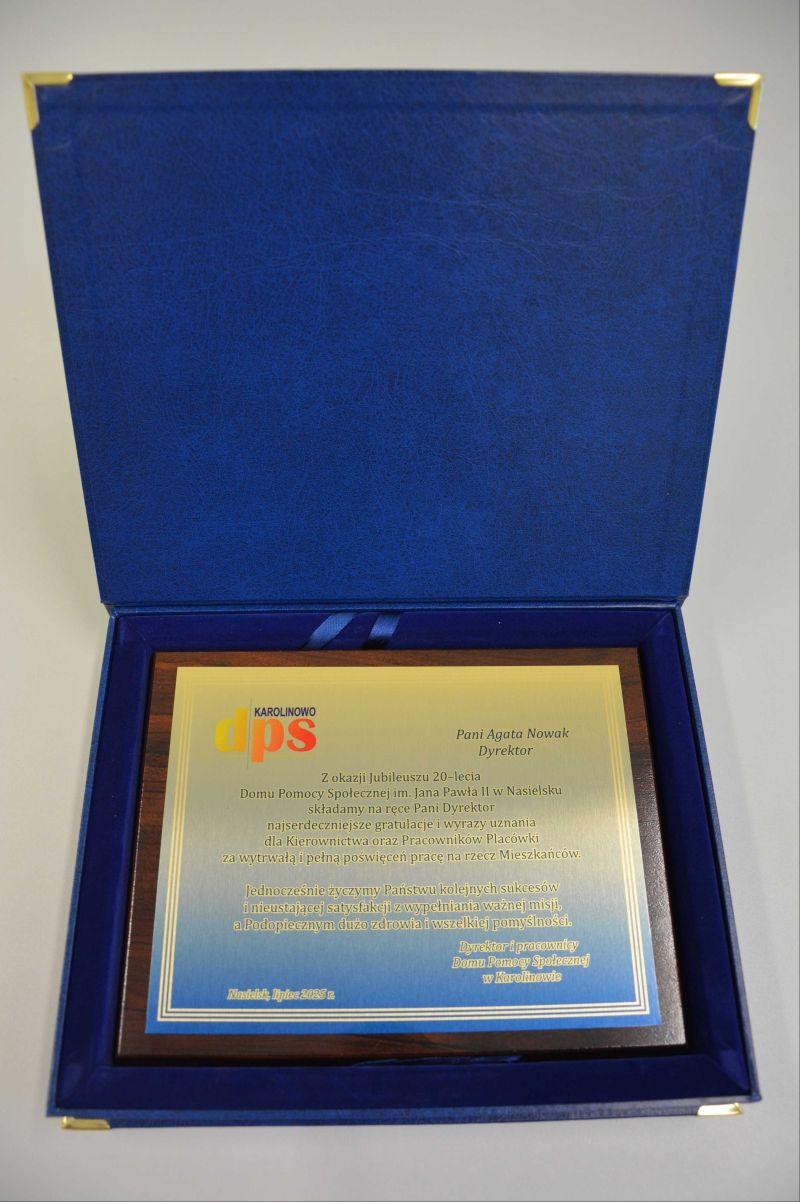 KAROLINOWO
dps
Pani Agata Nowak
Dyrektor
Z okazji Jubileuszu 20-lecia
Domu Pomocy Społecznej im. Jana Pawła II w Nasielsku
składamy na ręce Pani Dyrektor
najserdeczniejsze gratulacje i wyrazy uznania
dla Kierownictwa oraz Pracowników Placówki
za wytrwałą i pełną poświęceń pracę na rzecz Mieszkańców.
Jednocześnie życzymy Państwu kolejnych sukcesów
i nieustającej satysfakcji z wypełniania ważnej misji,
a Podopiecznym dużo zdrowia i wszelkiej pomyślności.
Dyrektor i pracownicy
Domu Pomocy Społecznej
w Karolinowie
Nasielsk, lipiec 2025 r.